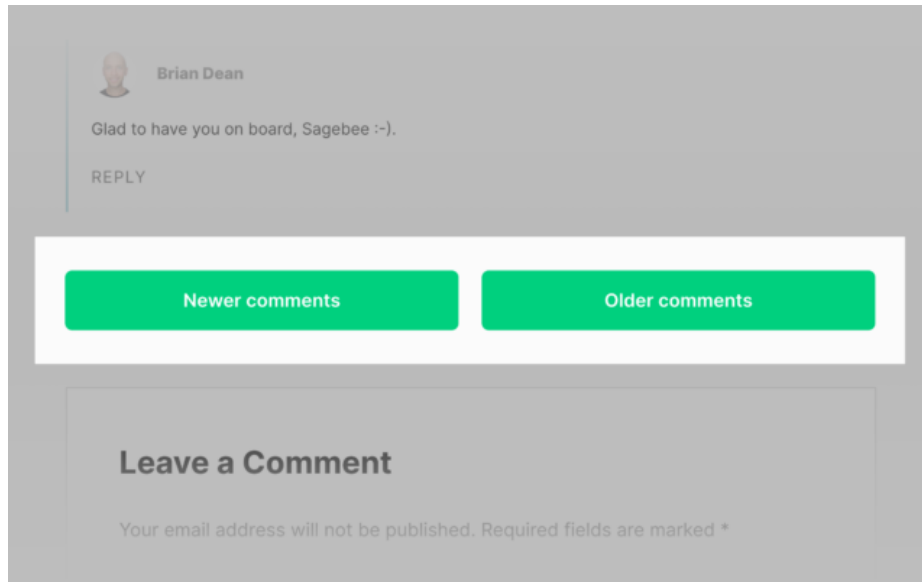 Brian Dean
Glad to have you on board, Sagebee :-).
REPLY
Newer comments
Older comments
Leave a Comment
Your email address will not be published. Required fields are marked *